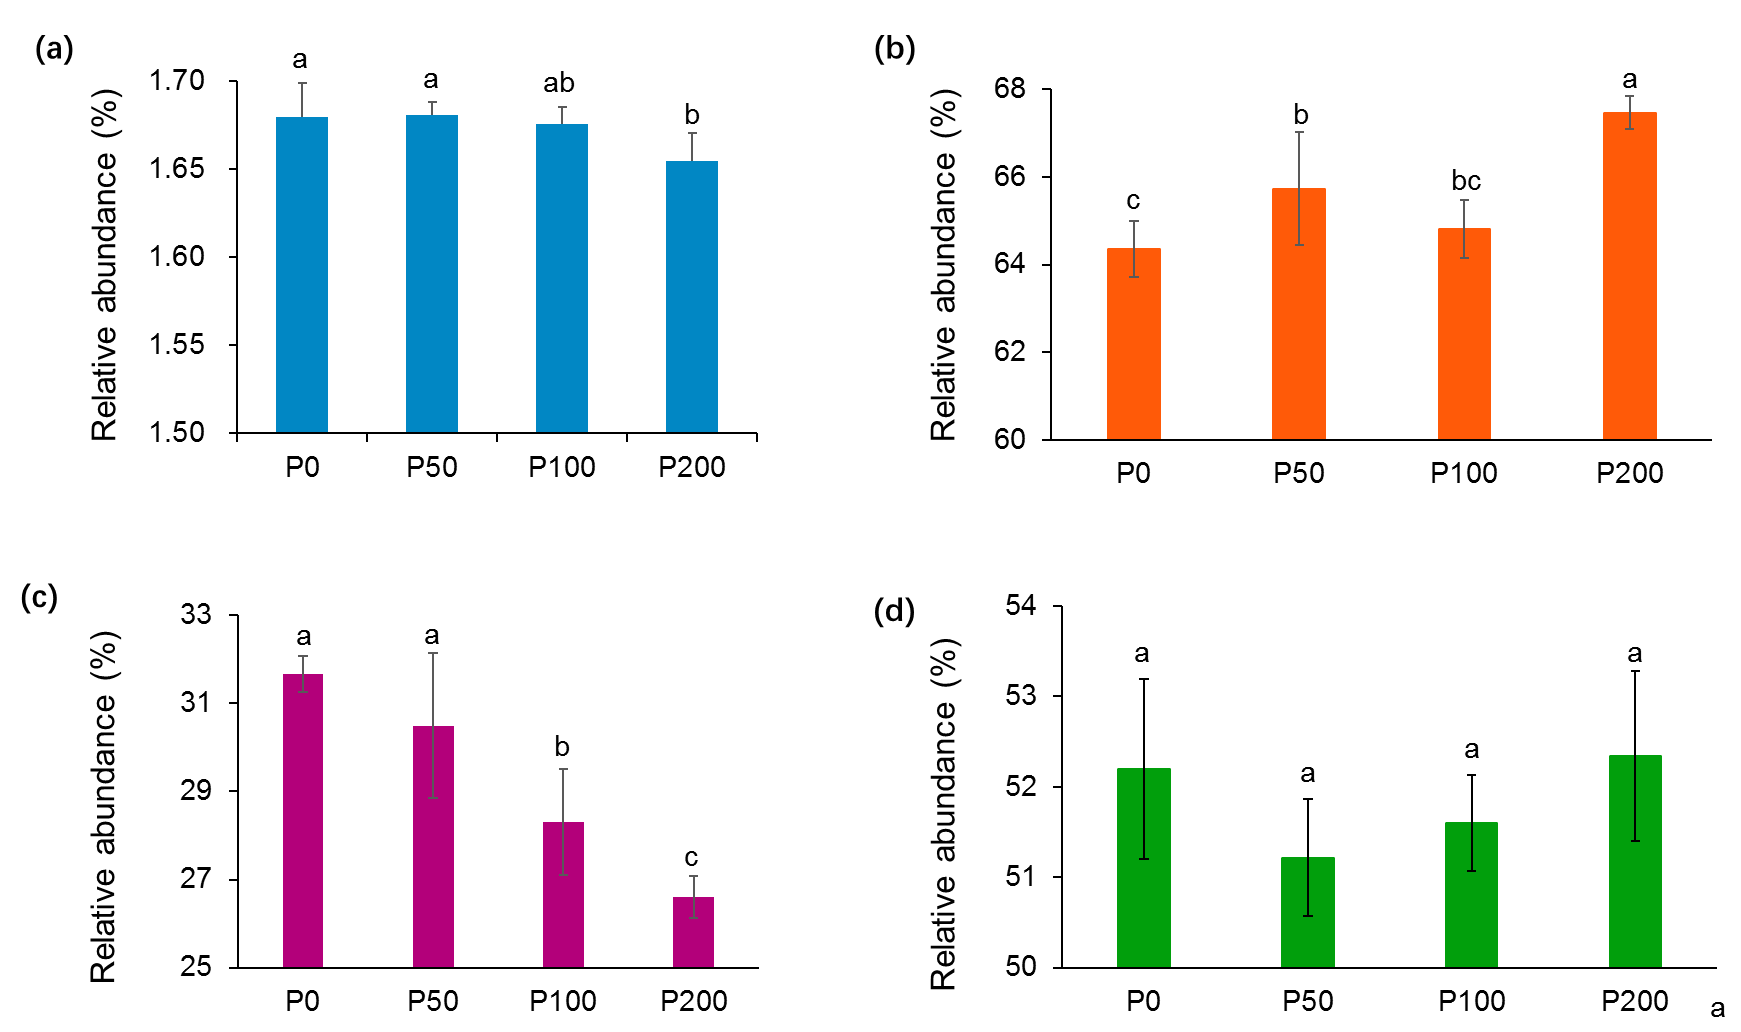 (a)
Relative abundance (%)
1.70
1.65
1.60
1.55
1.50
a
a
ab
b
P0 P50 P100 P200
(b)
Relative abundance (%)
68
66
64
62
60
c
b
bc
a
P0 P50 P100 P200
(c)
Relative abundance (%)
33
31
29
27
25
a
a
b
c
P0 P50 P100 P200
(d)
Relative abundance (%)
54
53
52
51
50
a
a
a
a
P0 P50 P100 P200
a